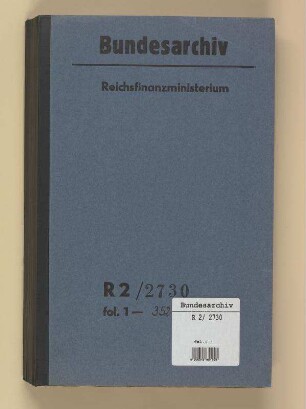 Bundesarchiv
Reichsfinanzministerium
R 2 /2730
fol. 1 —
Bundesarchiv
R 2/ 2730